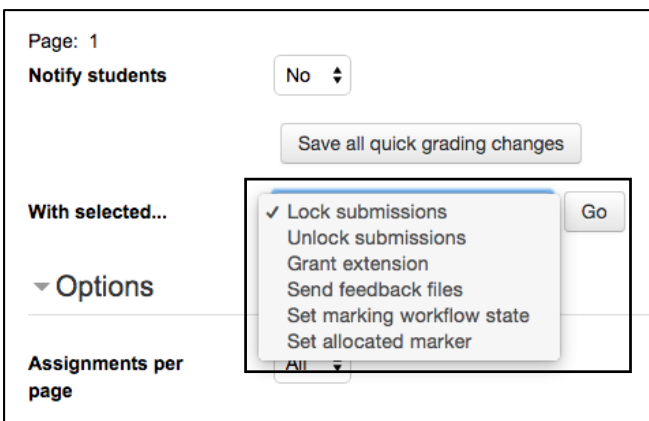 Page: 1
Notify students
No
Save all quick grading changes
With selected...
Lock submissions
Go
Unlock submissions
Grant extension
Send feedback files
Set marking workflow state
Set allocated marker
Options
Assignments per
page
All